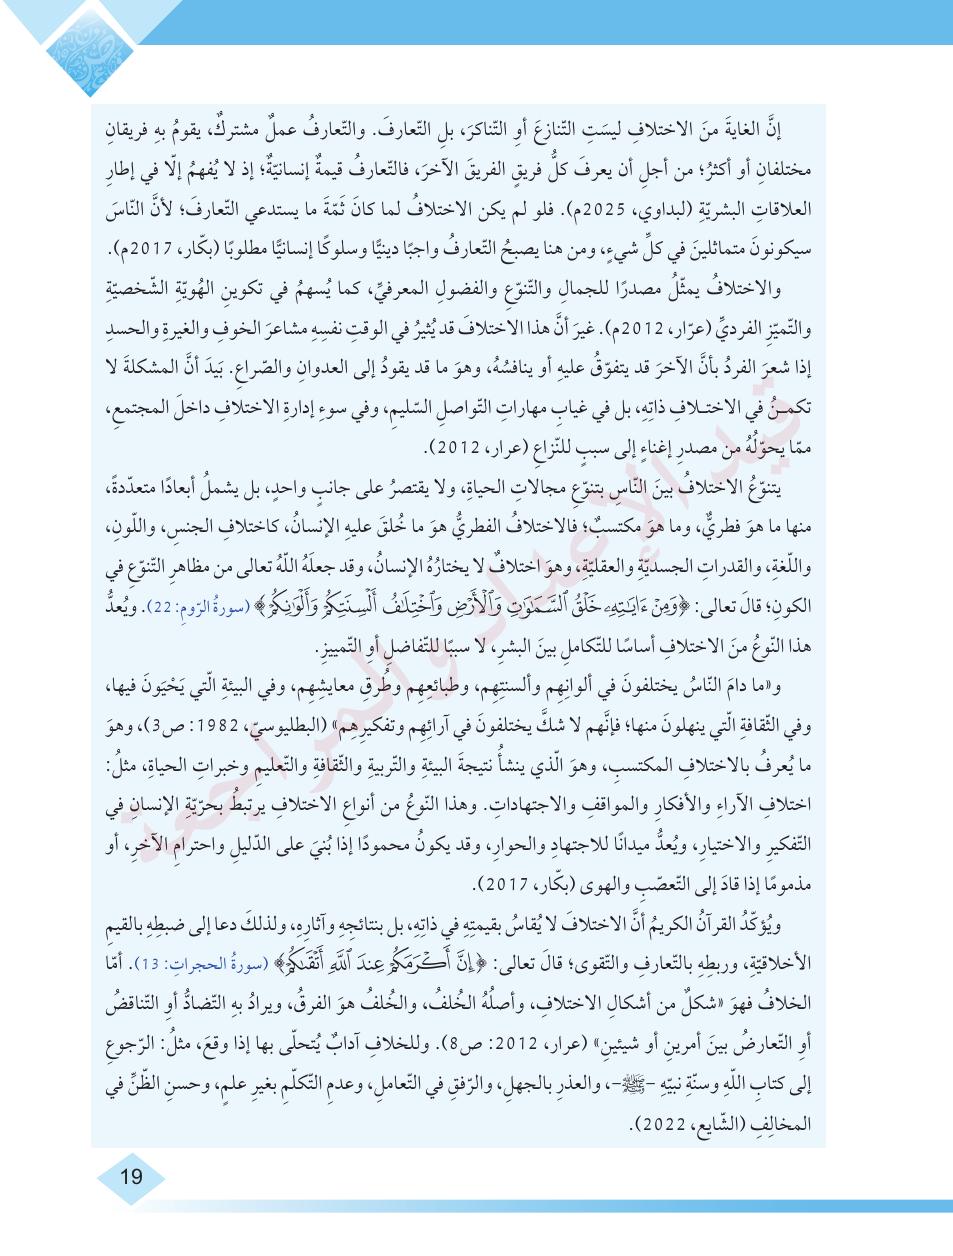 إنَّ الغايةَ منَ الاختلافِ ليسَتِ التّنازعَ أوِ التّناكرَ، بلِ التّعارفَ. والتّعارفُ عملٌ مشتركٌ، يقومُ بهِ فريقانِ
مختلفانِ أو أكثرُ؛ من أجلِ أن يعرفَ كلُّ فريقٍ الفريقَ الآخرَ، فالتّعارفُ قيمةٌ إنسانيّةٌ؛ إذ لا يُفهمُ إلّا في إطارِ
العلاقاتِ البشريّةِ (لبداوي، 2025م). فلو لم يكن الاختلافُ لما كانَ ثَمّةَ ما يستدعي التّعارفَ؛ لأنَّ النّاسَ
سيكونونَ متماثلينَ في كلِّ شيءٍ، ومن هنا يصبحُ التّعارفُ واجبًا دينيًّا وسلوكًا إنسانيًّا مطلوبًا (بكّار، 2017م).
والاختلافُ يمثّلُ مصدرًا للجمالِ والتّنوّعِ والفضولِ المعرفيِّ، كما يُسهمُ في تكوينِ الهُويّةِ الشّخصيّةِ
والتّميّزِ الفرديِّ (عرّار، 2012م). غيرَ أنَّ هذا الاختلافَ قد يُثيرُ في الوقتِ نفسِهِ مشاعرَ الخوفِ والغيرةِ والحسدِ
إذا شعرَ الفردُ بأنَّ الآخرَ قد يتفوّقُ عليهِ أو ينافسُهُ، وهوَ ما قد يقودُ إلى العدوانِ والصّراعِ. بَيدَ أنَّ المشكلةَ لا
تكمـنُ في الاختـلافِ ذاتِهِ، بل في غيابِ مهاراتِ التّواصلِ السّليمِ، وفي سوءِ إدارةِ الاختلافِ داخلَ المجتمعِ،
ممّا يحوّلُهُ من مصدرِ إغناءٍ إلى سببٍ للنّزاعِ (عرار، 2012).
يتنوّعُ الاختلافُ بينَ النّاسِ بتنوّعِ مجالاتِ الحياةِ، ولا يقتصرُ على جانبٍ واحدٍ، بل يشملُ أبعادًا متعدّدةً،
منها ما هوَ فطريٌّ، وما هوَ مكتسبٌ؛ فالاختلافُ الفطريُّ هوَ ما خُلقَ عليهِ الإنسانُ، كاختلافِ الجنسِ، واللّونِ،
واللّغةِ، والقدراتِ الجسديّةِ والعقليّةِ، وهوَ اختلافٌ لا يختارُهُ الإنسانُ، وقد جعلَهُ اللّهُ تعالى من مظاهرِ التّنوّعِ في
الكونِ؛ قالَ تعالى: ﴿وَمِنۡ ءَايَٰتِهِۦ خَلۡقُ ٱلسَّمَٰوَٰتِ وَٱلۡأَرۡضِ وَٱخۡتِلَٰفُ أَلۡسِنَتِكُمۡ وَأَلۡوَٰنِكُمۡ﴾ (سورةُ الرّومِ: 22). ويُعدُّ
هذا النّوعُ منَ الاختلافِ أساسًا للتّكاملِ بينَ البشرِ، لا سببًا للتّفاضلِ أوِ التّمييزِ.
و«ما دامَ النّاسُ يختلفونَ في ألوانِهِم وألسنتِهِم، وطبائعِهِم وطُرقِ معايشِهِم، وفي البيئةِ الّتي يَحْيَونَ فيها،
وفي الثّقافةِ الّتي ينهلونَ منها؛ فإنَّهم لا شكَّ يختلفونَ في آرائِهِم وتفكيرِهِم» (البطليوسيّ، 1982: ص3)، وهوَ
ما يُعرفُ بالاختلافِ المكتسبِ، وهوَ الّذي ينشأُ نتيجةَ البيئةِ والتّربيةِ والثّقافةِ والتّعليمِ وخبراتِ الحياةِ، مثلُ:
اختلافِ الآراءِ والأفكارِ والمواقفِ والاجتهاداتِ. وهذا النّوعُ من أنواعِ الاختلافِ يرتبطُ بحرّيّةِ الإنسانِ في
التّفكيرِ والاختيارِ، ويُعدُّ ميدانًا للاجتهادِ والحوارِ، وقد يكونُ محمودًا إذا بُنيَ على الدّليلِ واحترامِ الآخرِ، أو
مذمومًا إذا قادَ إلى التّعصّبِ والهوى (بكّار، 2017).
ويُؤكّدُ القرآنُ الكريمُ أنَّ الاختلافَ لا يُقاسُ بقيمتِهِ في ذاتِهِ، بل بنتائجِهِ وآثارِهِ، ولذلكَ دعا إلى ضبطِهِ بالقيمِ
الأخلاقيّةِ، وربطِهِ بالتّعارفِ والتّقوى؛ قالَ تعالى: ﴿إِنَّ أَكۡرَمَكُمۡ عِندَ ٱللَّهِ أَتۡقَىٰكُمۡ﴾ (سورةُ الحجراتِ: 13). أمّا
الخلافُ فهوَ «شكلٌ من أشكالِ الاختلافِ، وأصلُهُ الخُلفُ، والخُلفُ هوَ الفرقُ، ويرادُ بهِ التّضادُّ أوِ التّناقضُ
أوِ التّعارضُ بينَ أمرينِ أو شيئينِ» (عرار، 2012: ص8). وللخلافِ آدابٌ يُتحلّى بها إذا وقعَ، مثلُ: الرّجوعِ
إلى كتابِ اللّهِ وسنّةِ نبيّهِ -ﷺ-، والعذرِ بالجهلِ، والرّفقِ في التّعاملِ، وعدمِ التّكلّمِ بغيرِ علمٍ، وحسنِ الظّنِّ في
المخالِفِ (الشّايع، 2022).
قيد الإعداد والمراجعة
19